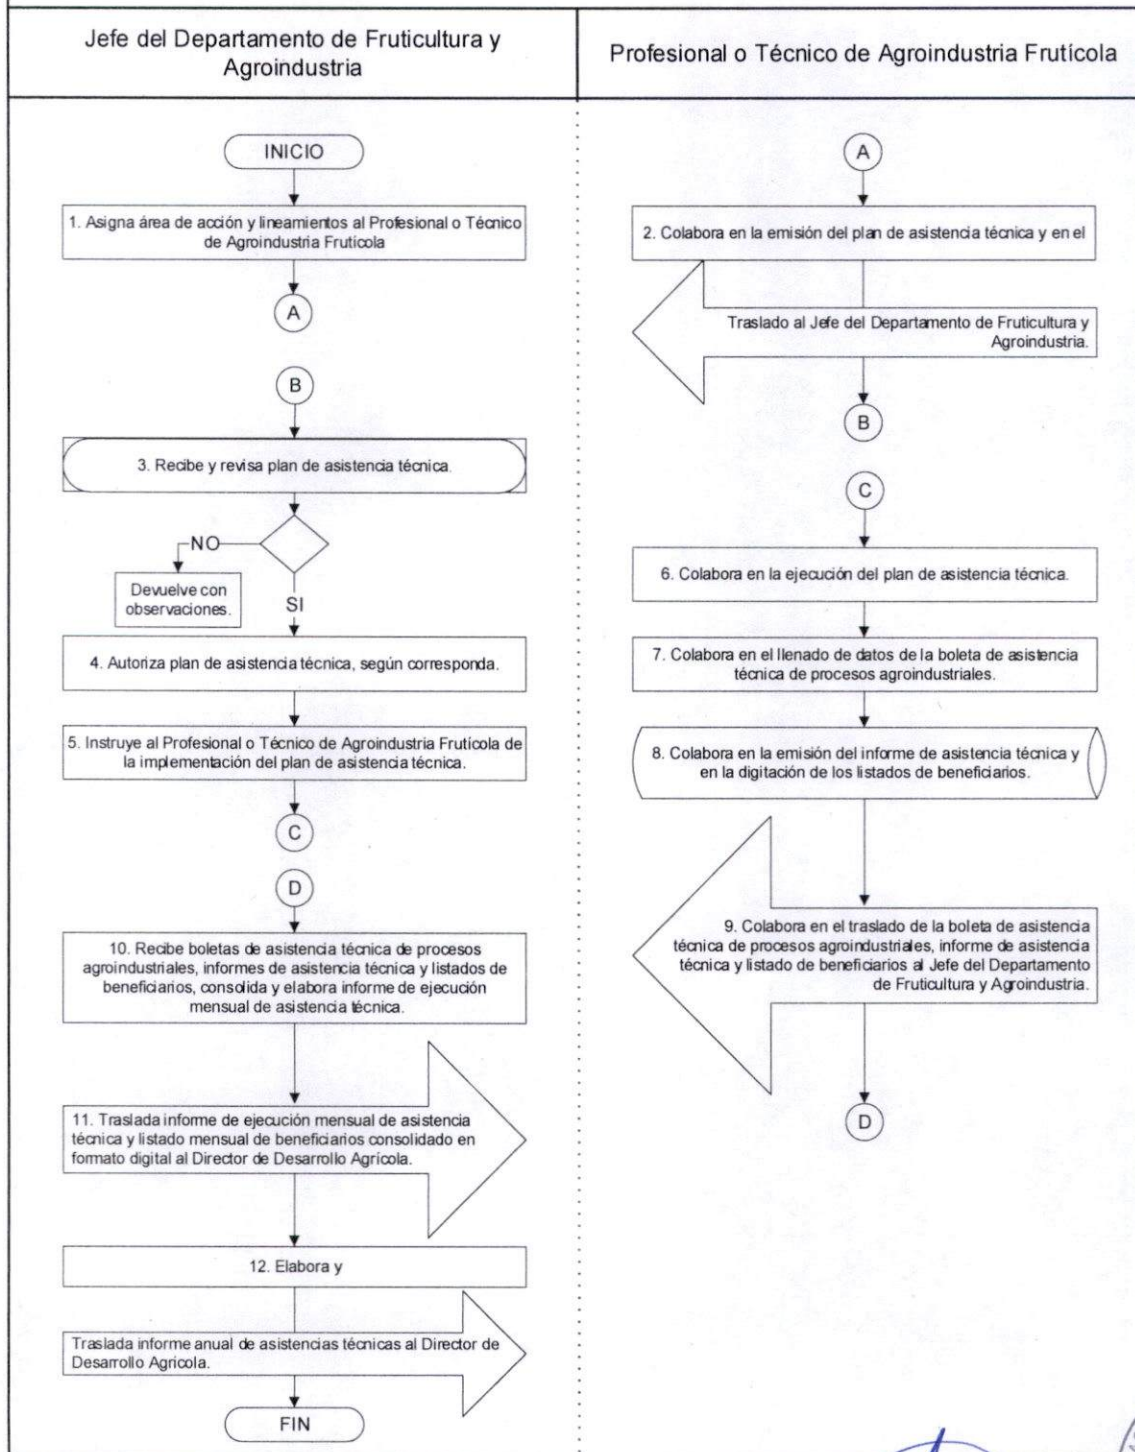 Jefe del Departamento de Fruticultura y
Agroindustria
Profesional o Técnico de Agroindustria Frutícola
INICIO
1. Asigna área de acción y lineamientos al Profesional o Técnico
de Agroindustria Frutícola
A
B
3. Recibe y revisa plan de asistencia técnica.
NO
Devuelve con
observaciones.
SI
4. Autoriza plan de asistencia técnica, según corresponda.
5. Instruye al Profesional o Técnico de Agroindustria Frutícola de
la implementación del plan de asistencia técnica.
C
D
10. Recibe boletas de asistencia técnica de procesos
agroindustriales, informes de asistencia técnica y listados de
beneficiarios, consolida y elabora informe de ejecución
mensual de asistencia técnica.
11. Traslada informe de ejecución mensual de asistencia
técnica y listado mensual de beneficiarios consolidado en
formato digital al Director de Desarrollo Agrícola.
12. Elabora y
Traslada informe anual de asistencias técnicas al Director de
Desarrollo Agrícola.
FIN
A
2. Colabora en la emisión del plan de asistencia técnica y en el
Traslado al Jefe del Departamento de Fruticultura y
Agroindustria.
B
C
6. Colabora en la ejecución del plan de asistencia técnica.
7. Colabora en el llenado de datos de la boleta de asistencia
técnica de procesos agroindustriales.
8. Colabora en la emisión del informe de asistencia técnica y
en la digitación de los listados de beneficiarios.
9. Colabora en el traslado de la boleta de asistencia
técnica de procesos agroindustriales, informe de asistencia
técnica y listado de beneficiarios al Jefe del Departamento
de Fruticultura y Agroindustria.
D